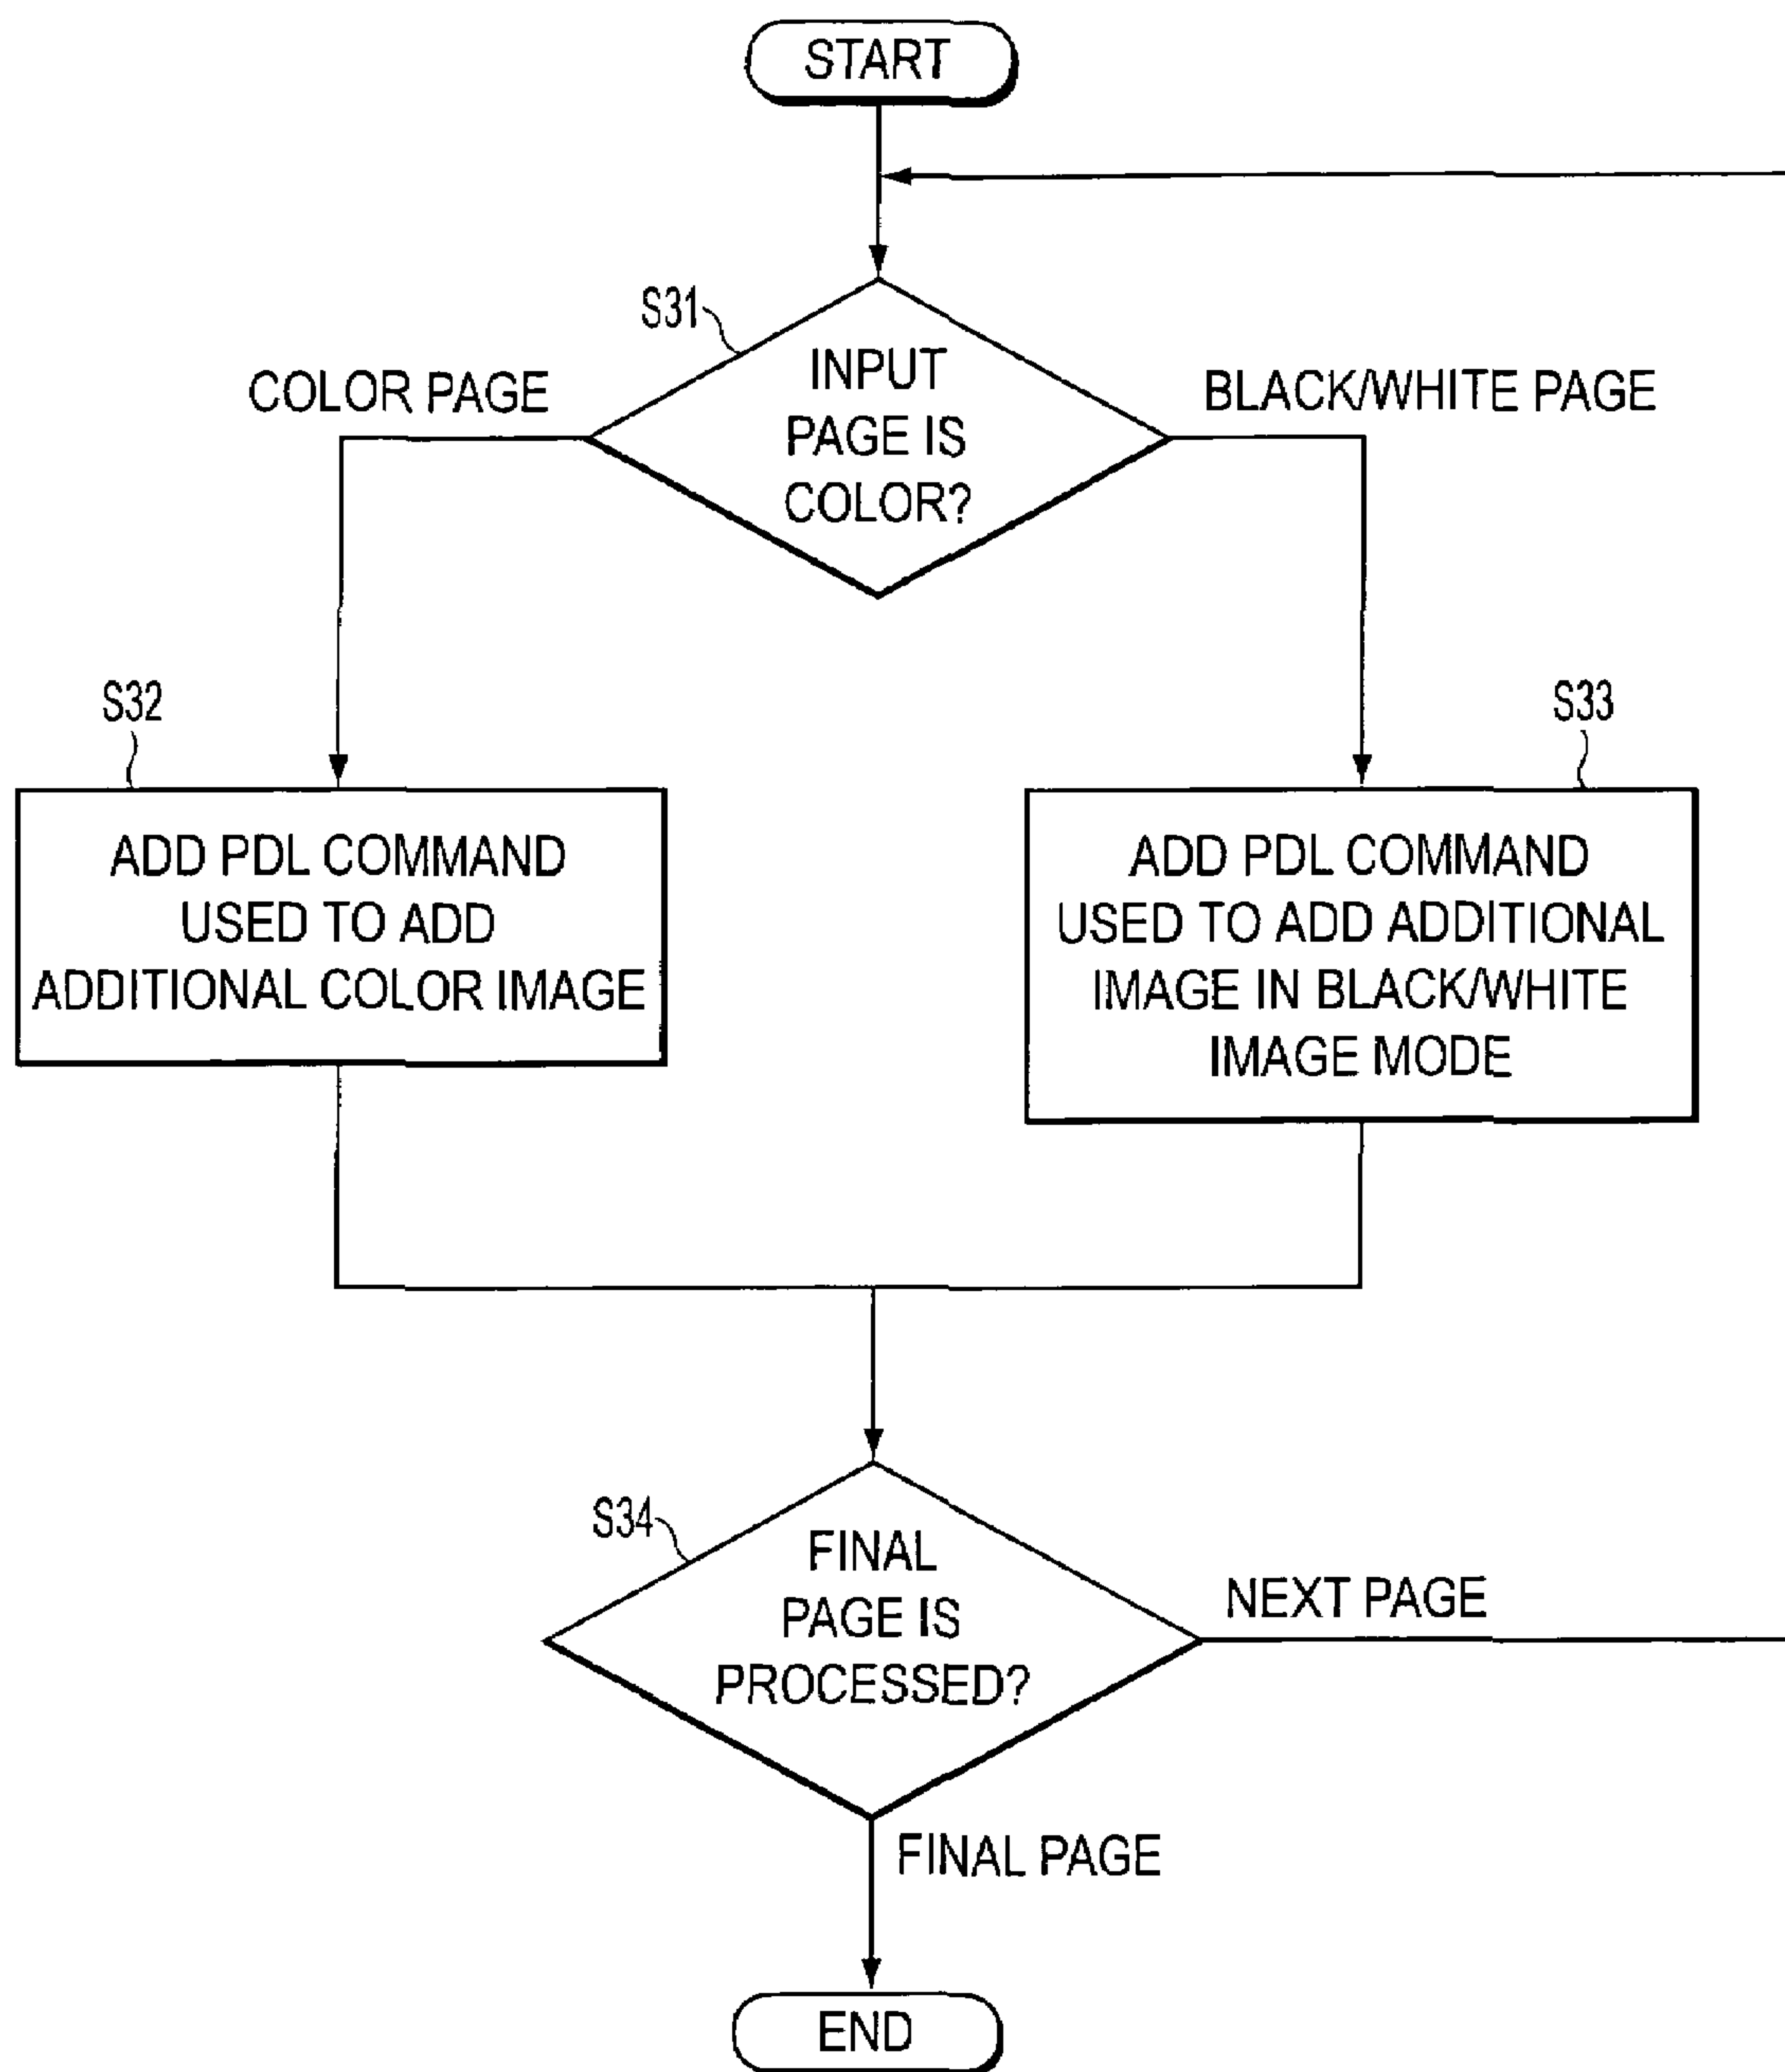 START
S31
INPUT
PAGE IS
COLOR?
COLOR PAGE
BLACK/WHITE PAGE
S32
ADD PDL COMMAND
USED TO ADD
ADDITIONAL COLOR IMAGE
S33
ADD PDL COMMAND
USED TO ADD ADDITIONAL
IMAGE IN BLACK/WHITE
IMAGE MODE
S34
FINAL
PAGE IS
PROCESSED?
NEXT PAGE
FINAL PAGE
END